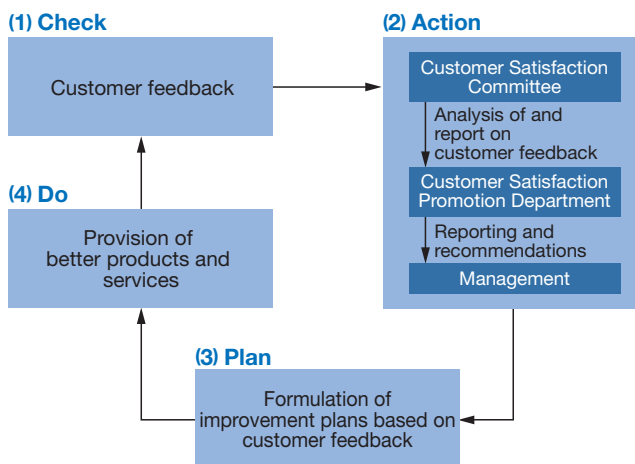 (1) Check
Customer feedback
(2) Action
Customer Satisfaction
Committee
Analysis of and
report on
customer feedback
Customer Satisfaction
Promotion Department
Reporting and
recommendations
Management
(3) Plan
Formulation of
improvement plans based on
customer feedback
(4) Do
Provision of
better products and
services